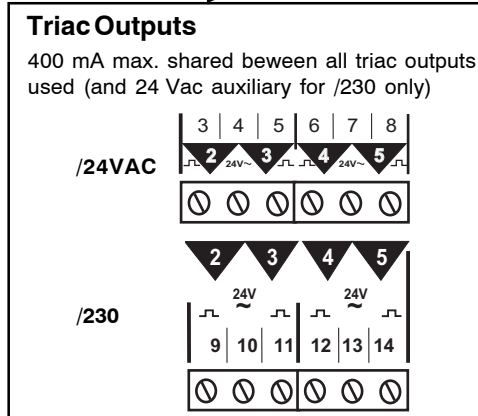 Triac Outputs
400 mA max. shared beween all triac outputs
used (and 24 Vac auxiliary for /230 only)
3 4 5 6 7 8
/24VAC
2 24V~ 3 4 24V~ 5
2 3 4 5
24V ~ 24V ~
/230
9 10 11 12 13 14